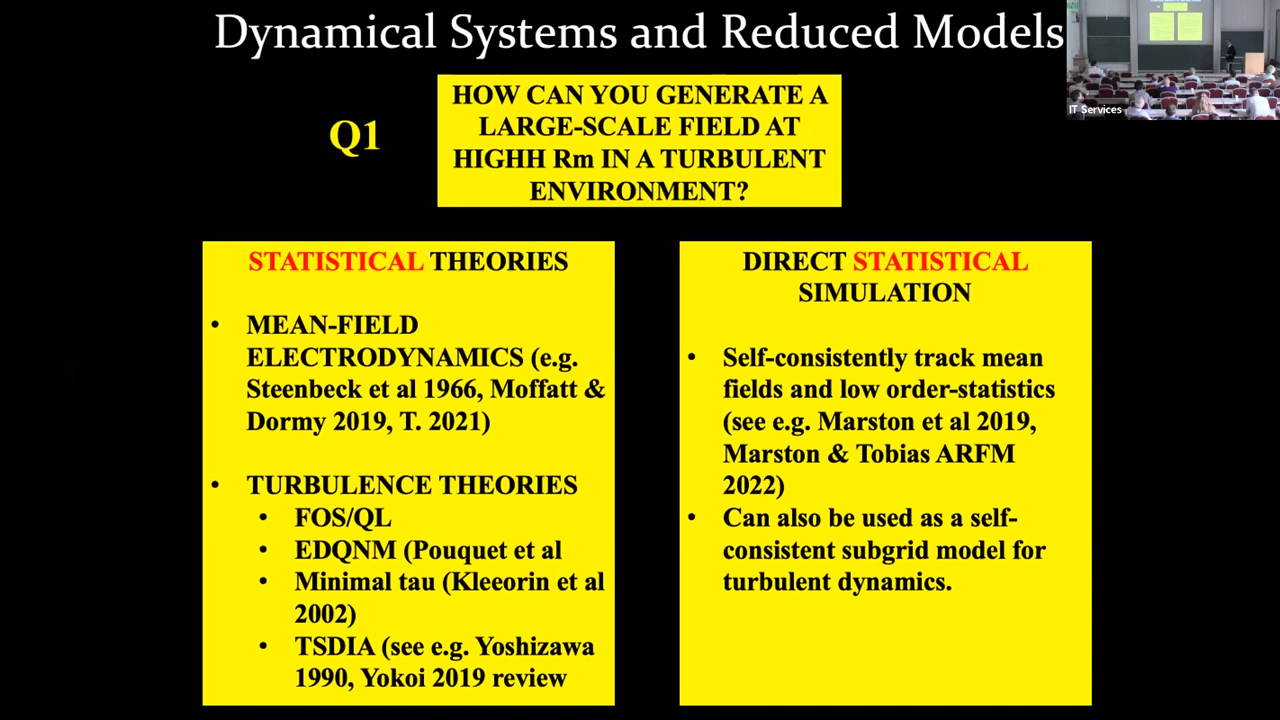 Dynamical Systems and Reduced Models
Q1
HOW CAN YOU GENERATE A
LARGE-SCALE FIELD AT
HIGHH Rm IN A TURBULENT
ENVIRONMENT?
STATISTICAL THEORIES
• MEAN-FIELD
ELECTRODYNAMICS (e.g.
Steenbeck et al 1966, Moffatt &
Dormy 2019, T. 2021)
• TURBULENCE THEORIES
• FOS/QL
• EDQNM (Pouquet et al
• Minimal tau (Kleeorin et al
2002)
• TSDIA (see e.g. Yoshizawa
1990, Yokoi 2019 review
DIRECT STATISTICAL
SIMULATION
• Self-consistently track mean
fields and low order-statistics
(see e.g. Marston et al 2019,
Marston & Tobias ARFM
2022)
• Can also be used as a self-
consistent subgrid model for
turbulent dynamics.
IT Services